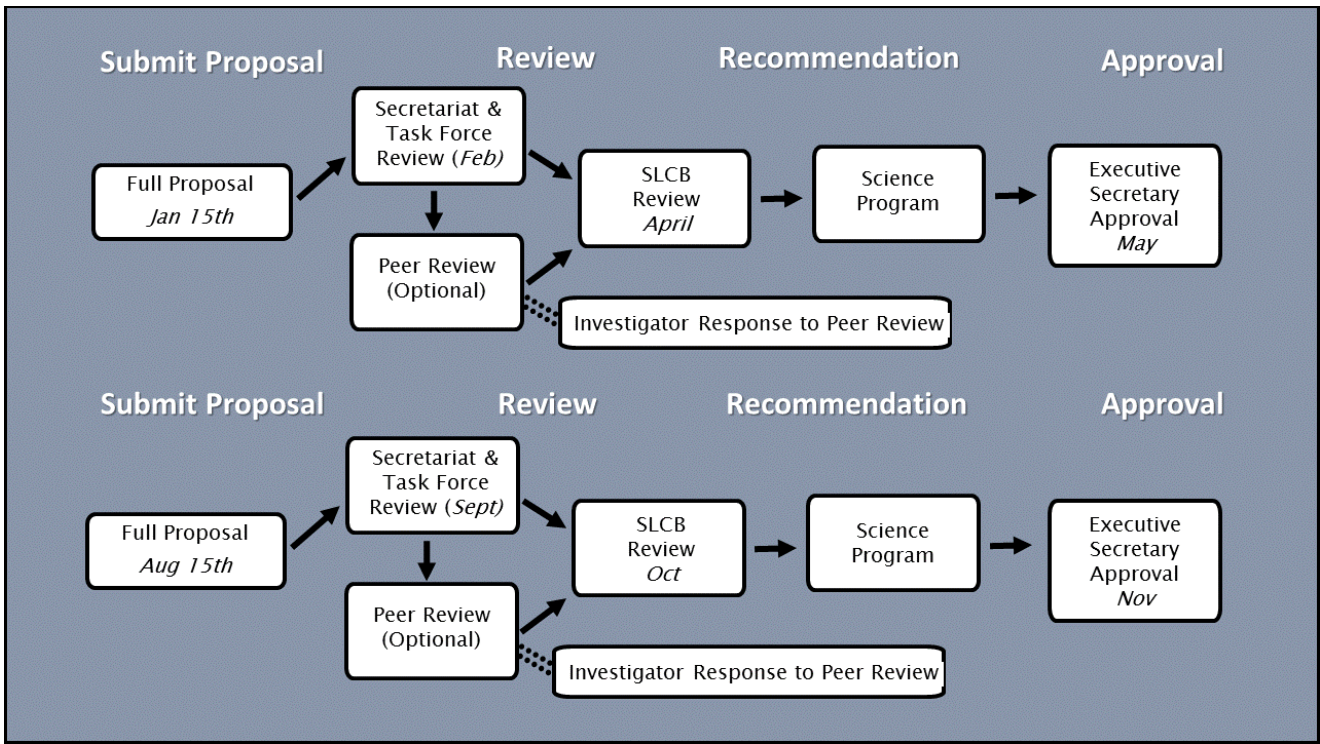 Submit Proposal
Review
Recommendation
Approval
Full Proposal
Jan 15th
Secretariat &
Task Force
Review (Feb)
Peer Review
(Optional)
SLCB
Review
April
Science
Program
Executive
Secretary
Approval
May
Investigator Response to Peer Review
Submit Proposal
Review
Recommendation
Approval
Full Proposal
Aug 15th
Secretariat &
Task Force
Review (Sept)
Peer Review
(Optional)
SLCB
Review
Oct
Science
Program
Executive
Secretary
Approval
Nov
Investigator Response to Peer Review